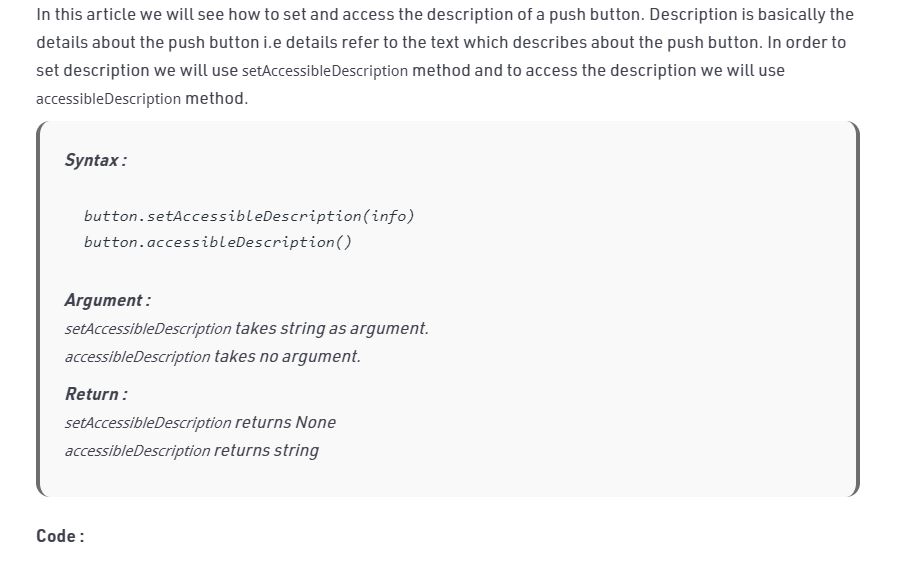 In this article we will see how to set and access the description of a push button. Description is basically the
details about the push button i.e details refer to the text which describes about the push button. In order to
set description we will use setAccessibleDescription method and to access the description we will use
accessibleDescription method.
Syntax :
button.setAccessibleDescription(info)
button.accessibleDescription()
Argument :
setAccessibleDescription takes string as argument.
accessibleDescription takes no argument.
Return :
setAccessibleDescription returns None
accessibleDescription returns string
Code :